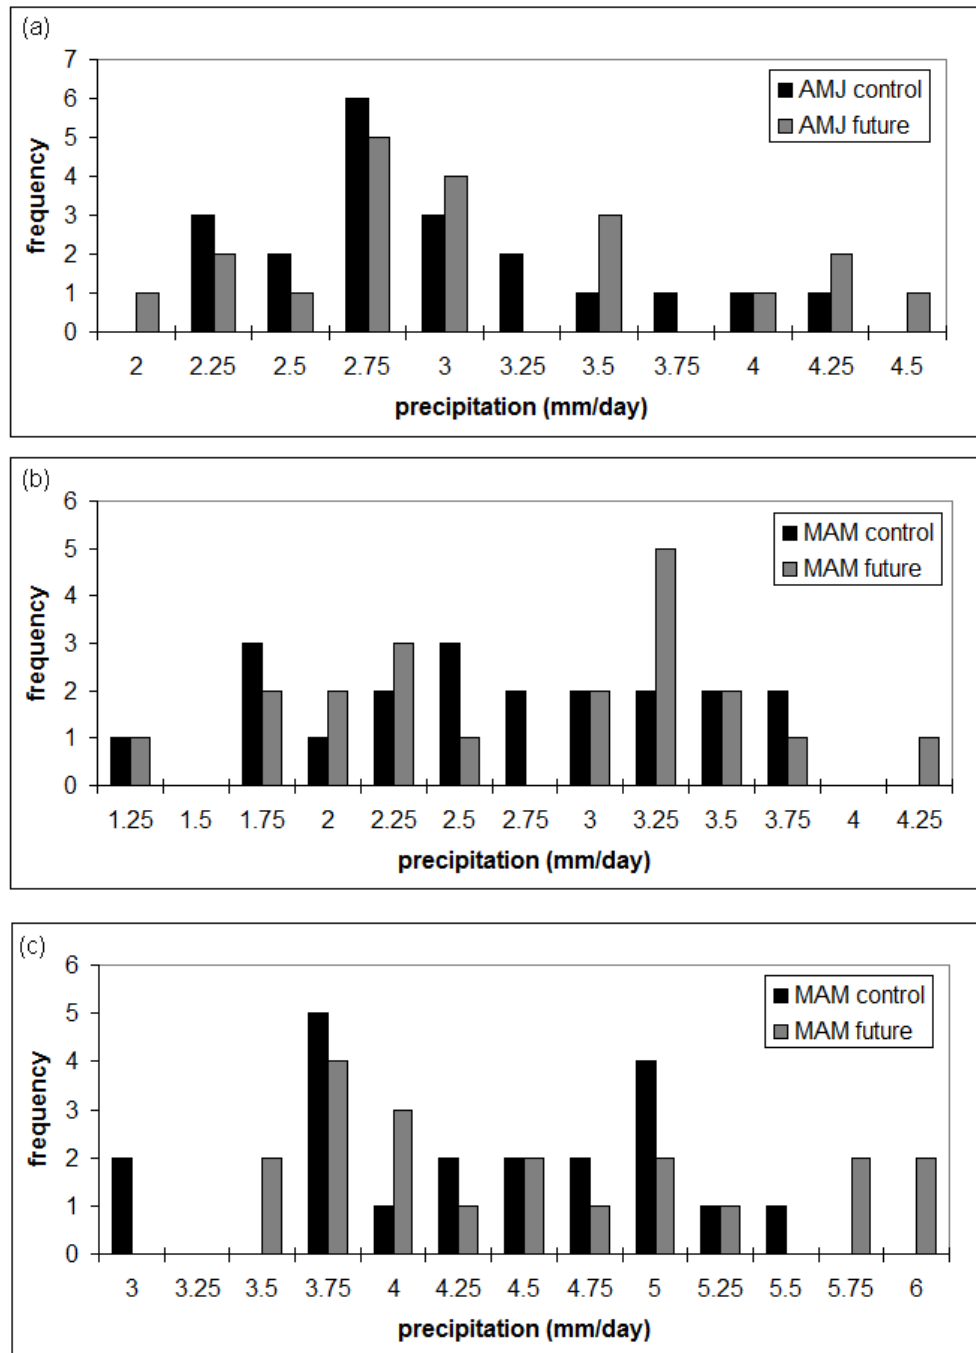 (a)
7
6
5
4
3
2
1
0
frequency
AMJ control
AMJ future
2 2.25 2.5 2.75 3 3.25 3.5 3.75 4 4.25 4.5
precipitation (mm/day)
(b)
6
5
4
3
2
1
0
frequency
MAM control
MAM future
1.25 1.5 1.75 2 2.25 2.5 2.75 3 3.25 3.5 3.75 4 4.25
precipitation (mm/day)
(c)
6
5
4
3
2
1
0
frequency
MAM control
MAM future
3 3.25 3.5 3.75 4 4.25 4.5 4.75 5 5.25 5.5 5.75 6
precipitation (mm/day)